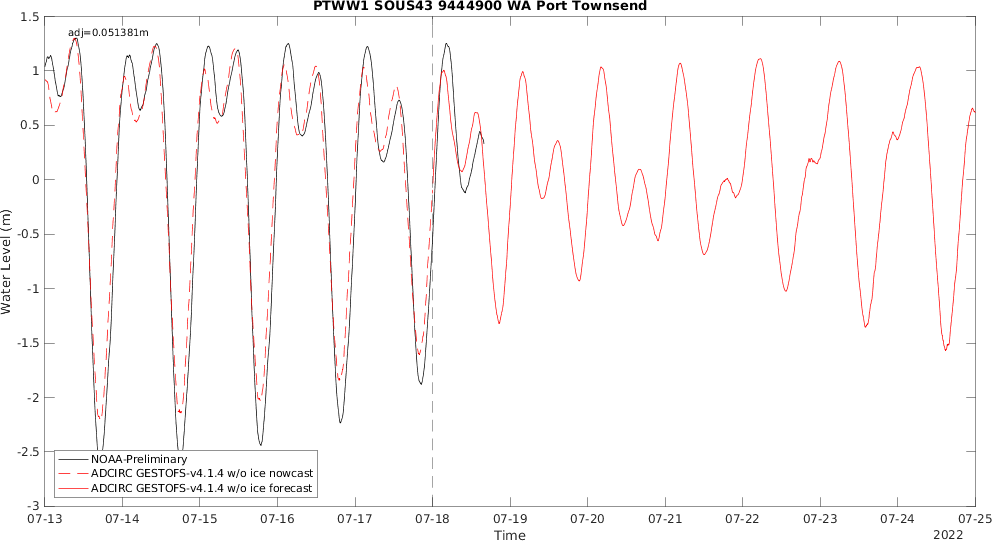 PTWW1 SOUS43 9444900 WA Port Townsend
adj=0.051381m
1.5
1
0.5
0
-0.5
-1
-1.5
-2
-2.5
-3
Water Level (m)
NOAA-Preliminary
ADCIRC GESTOFS-v4.1.4 w/o ice nowcast
ADCIRC GESTOFS-v4.1.4 w/o ice forecast
07-13 07-14 07-15 07-16 07-17 07-18 07-19 07-20 07-21 07-22 07-23 07-24 07-25
Time
2022